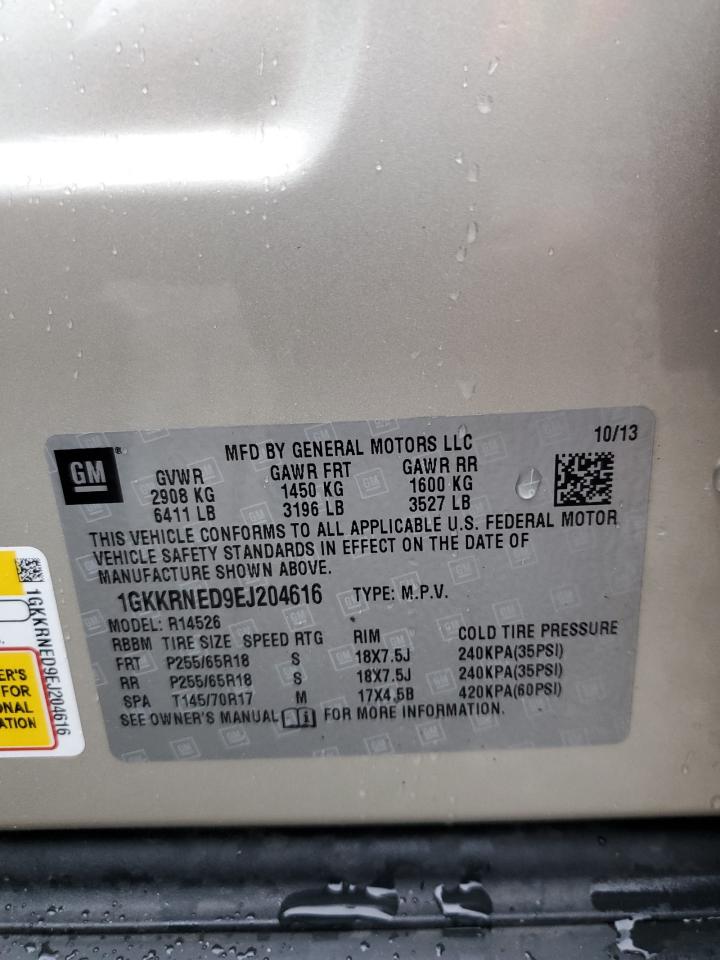 10/13
MFD BY GENERAL MOTORS LLC
GM
GVWR GAWR FRT GAWR RR
2908 KG 1450 KG 1600 KG
6411 LB 3196 LB 3527 LB
THIS VEHICLE CONFORMS TO ALL APPLICABLE U.S. FEDERAL MOTOR
VEHICLE SAFETY STANDARDS IN EFFECT ON THE DATE OF
MANUFACTURE SHOWN ABOVE.
1GKKRNED9EJ204616 TYPE: M.P.V.
MODEL: R14526
RBBM TIRE SIZE SPEED RTG RIM COLD TIRE PRESSURE
FRT P255/65R18 S 18X7.5J 240KPA(35PSI)
RR P255/65R18 S 18X7.5J 240KPA(35PSI)
SPA T145/70R17 M 17X4.5B 420KPA(60PSI)
SEE OWNER'S MANUAL FOR MORE INFORMATION.
1GKKRNED9EJ204616
ER'S
FOR
ONAL
ATION